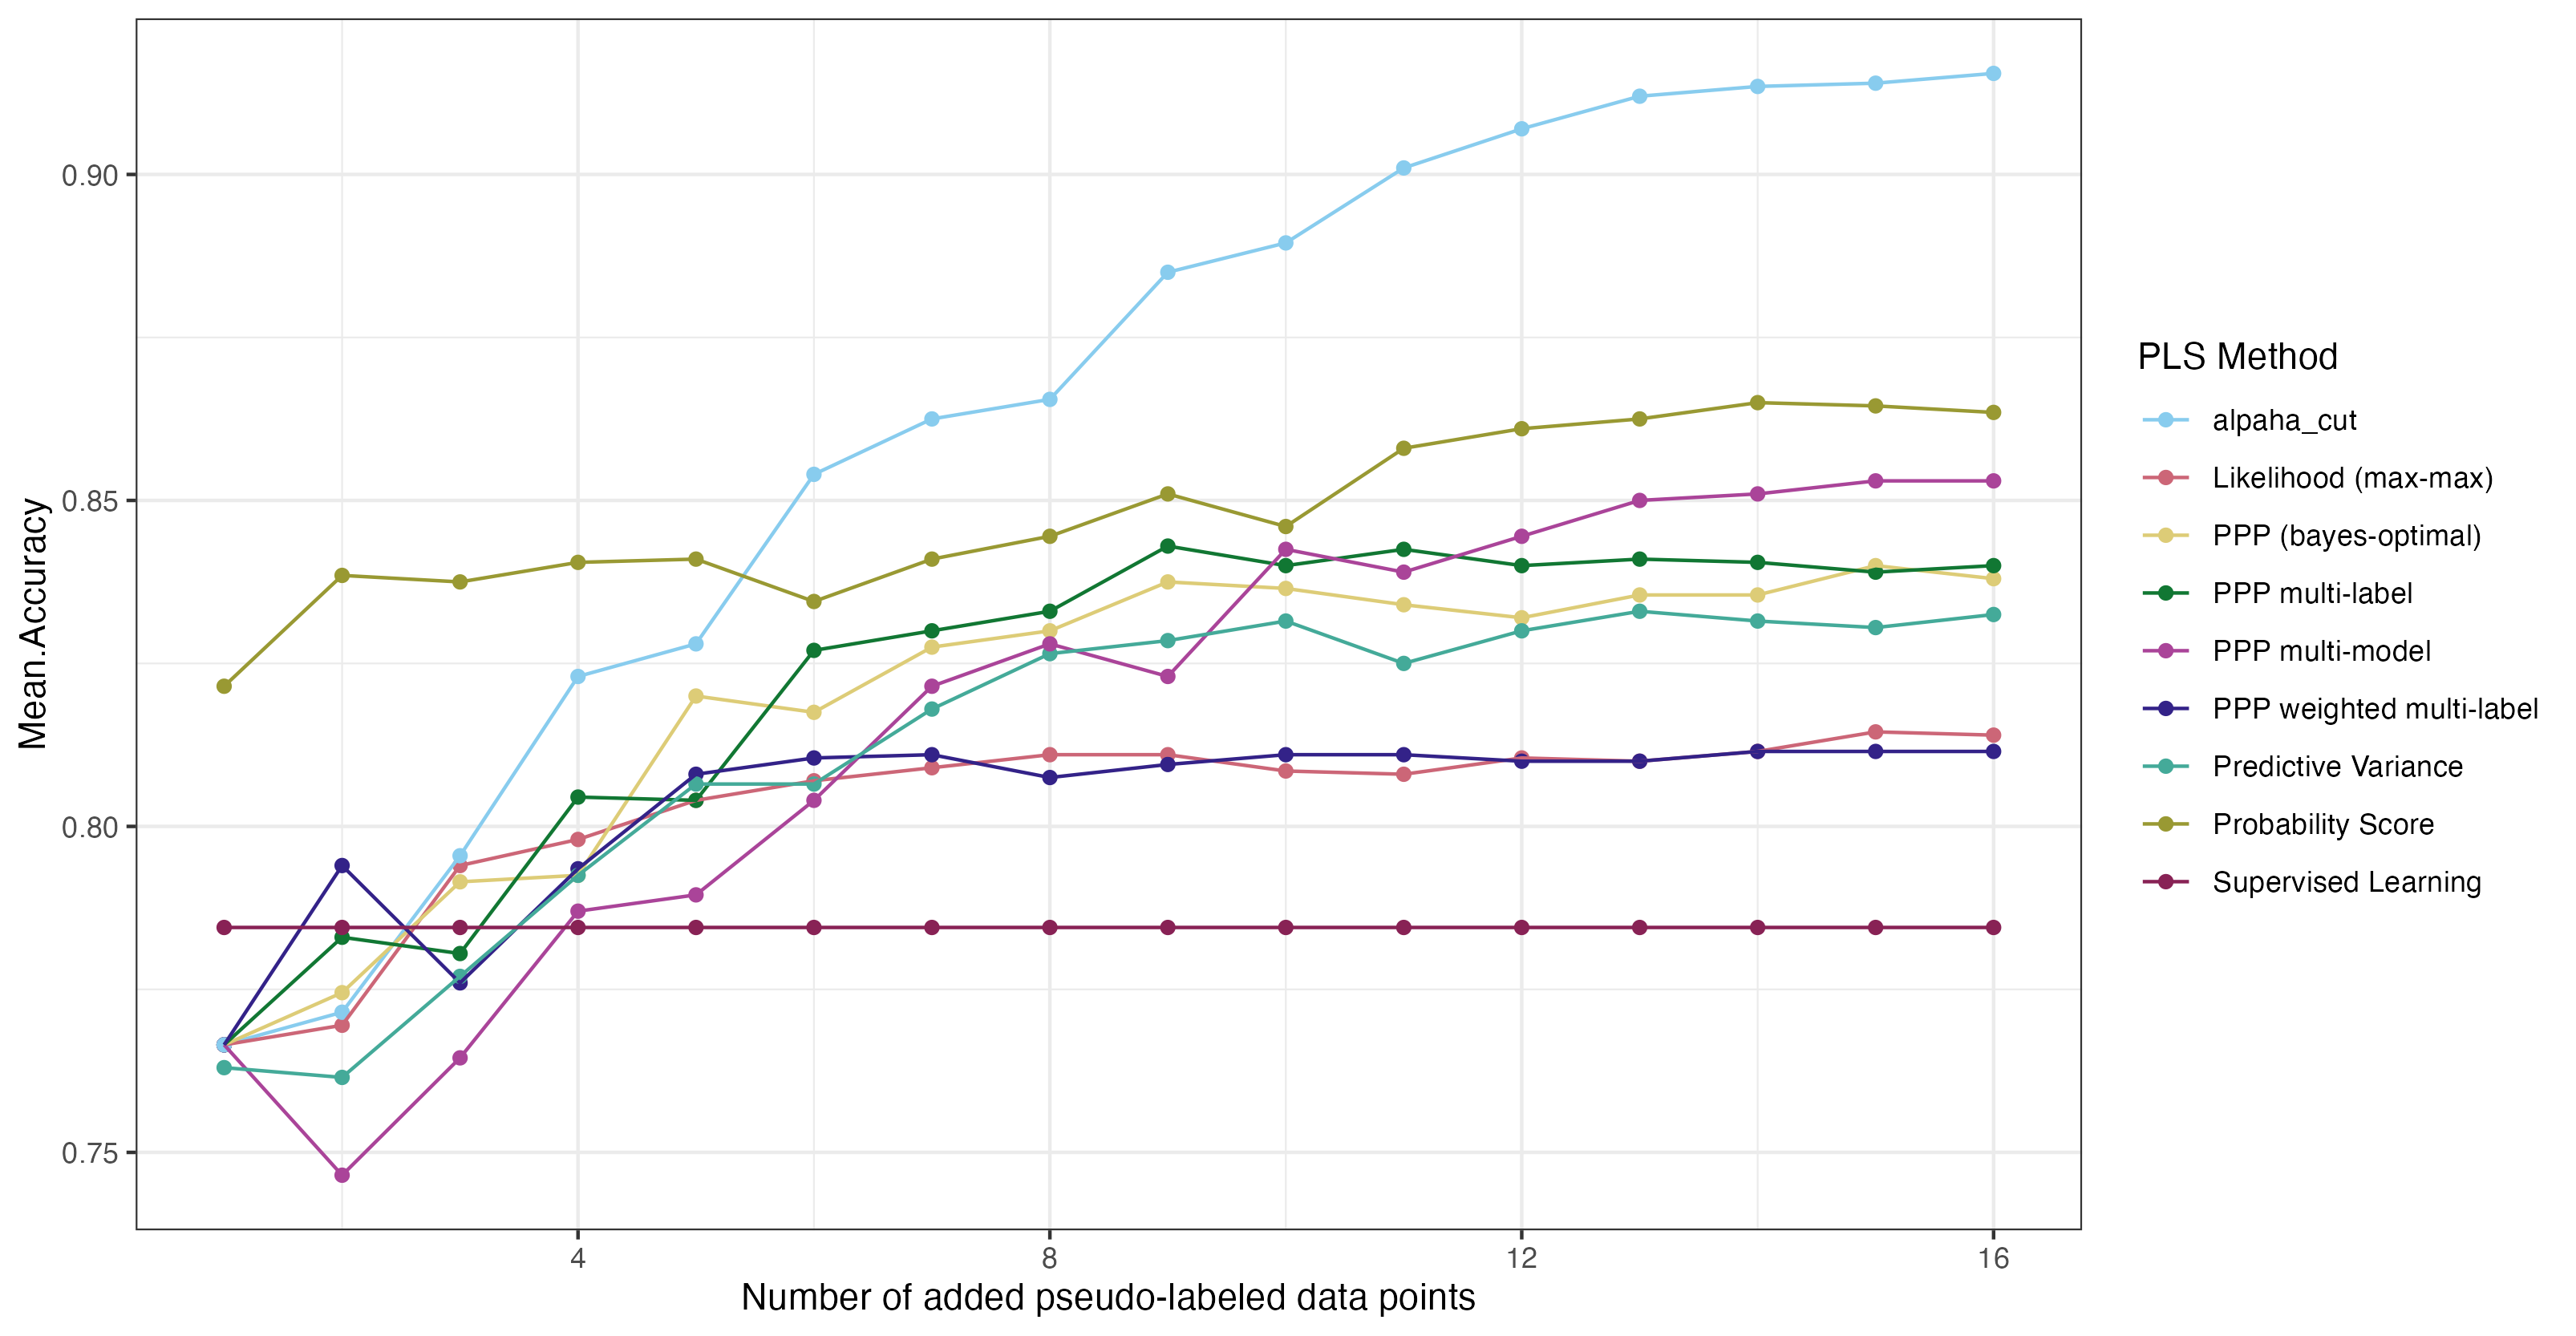 0.90
0.85
0.80
0.75
Mean.Accuracy
4
8
12
16
Number of added pseudo-labeled data points
PLS Method
alpaha_cut
Likelihood (max-max)
PPP (bayes-optimal)
PPP multi-label
PPP multi-model
PPP weighted multi-label
Predictive Variance
Probability Score
Supervised Learning